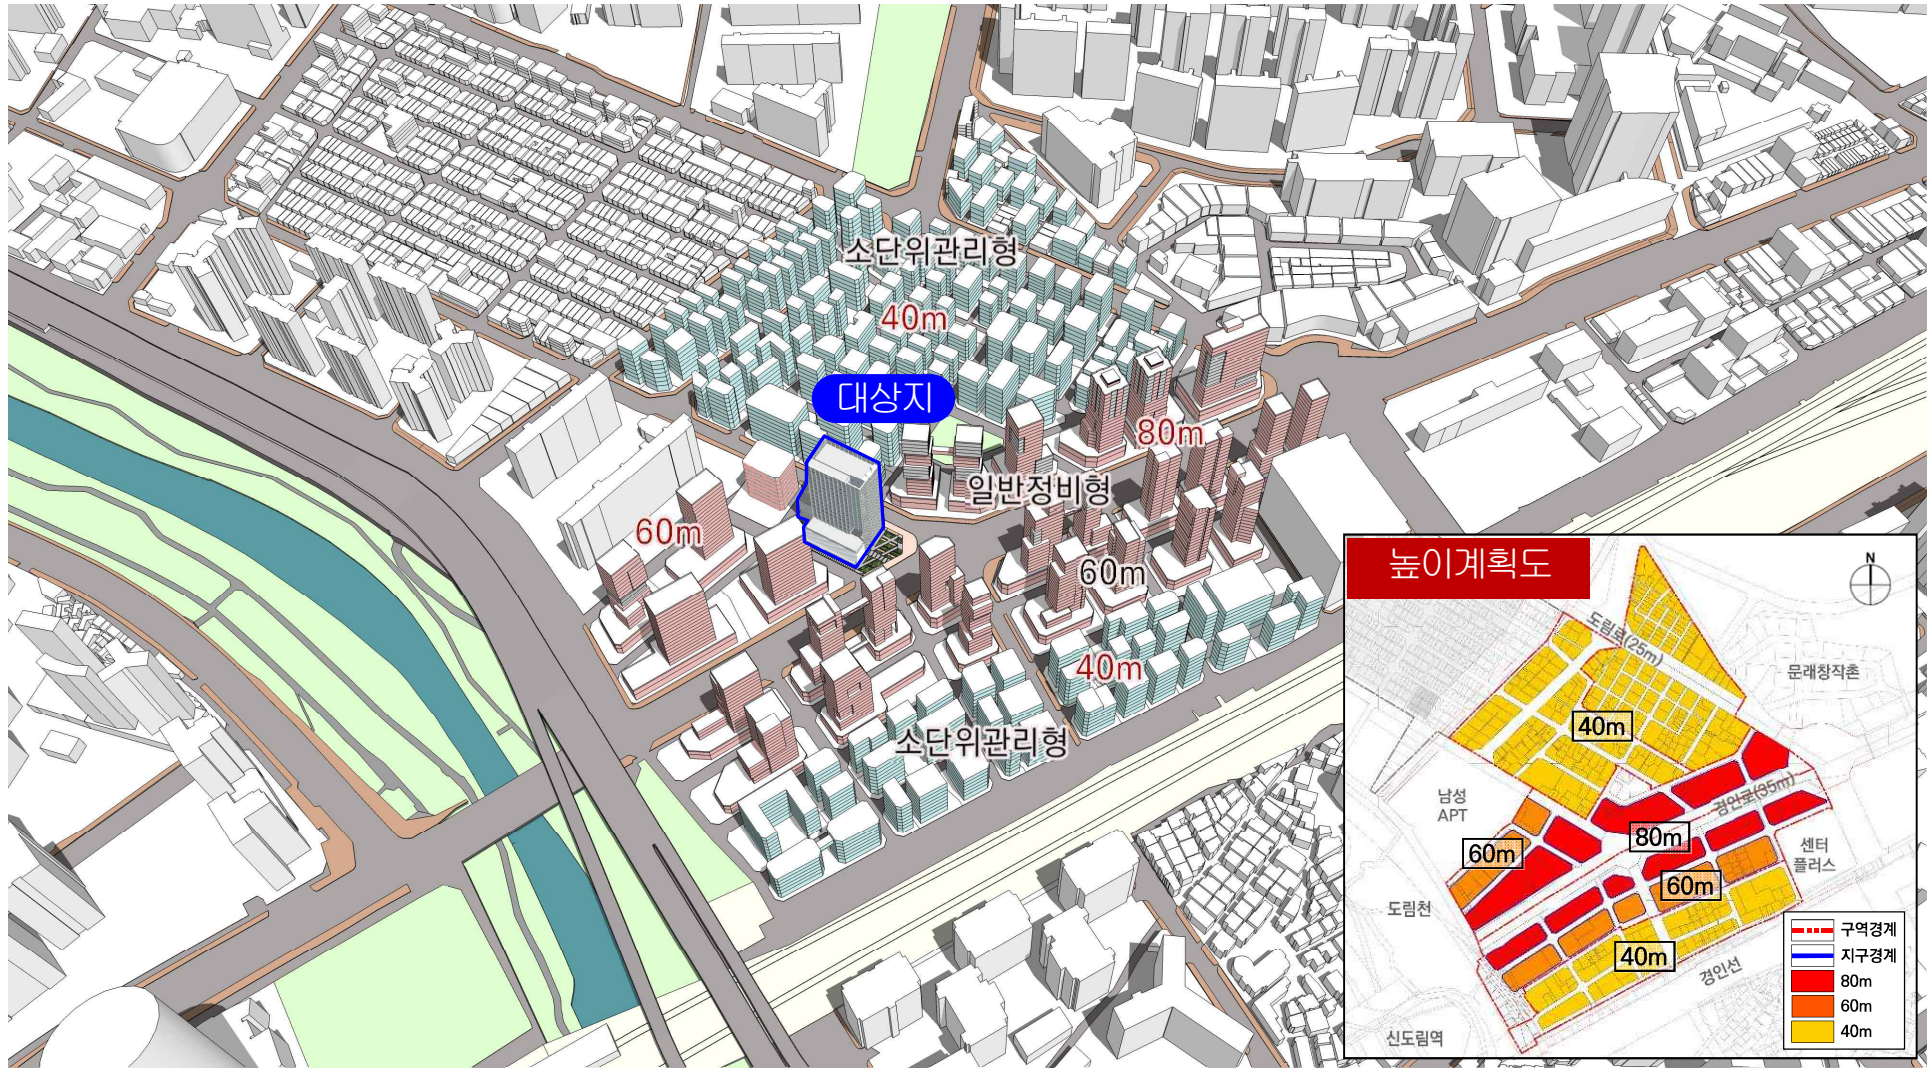 소단위관리형
40m
대상지
80m
일반정비형
60m
60m
40m
소단위관리형
높이계획도
N
도림로(25m)
문래창작촌
40m
경인로(35m)
남성
APT
80m
60m
센터
플러스
60m
도림천
40m
경인선
신도림역
구역경계
지구경계
80m
60m
40m